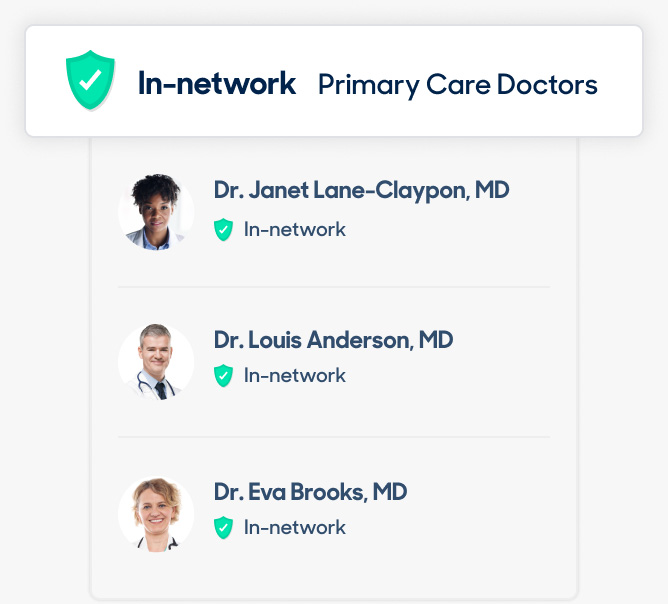 In-network Primary Care Doctors
Dr. Janet Lane-Claypon, MD
In-network
Dr. Louis Anderson, MD
In-network
Dr. Eva Brooks, MD
In-network